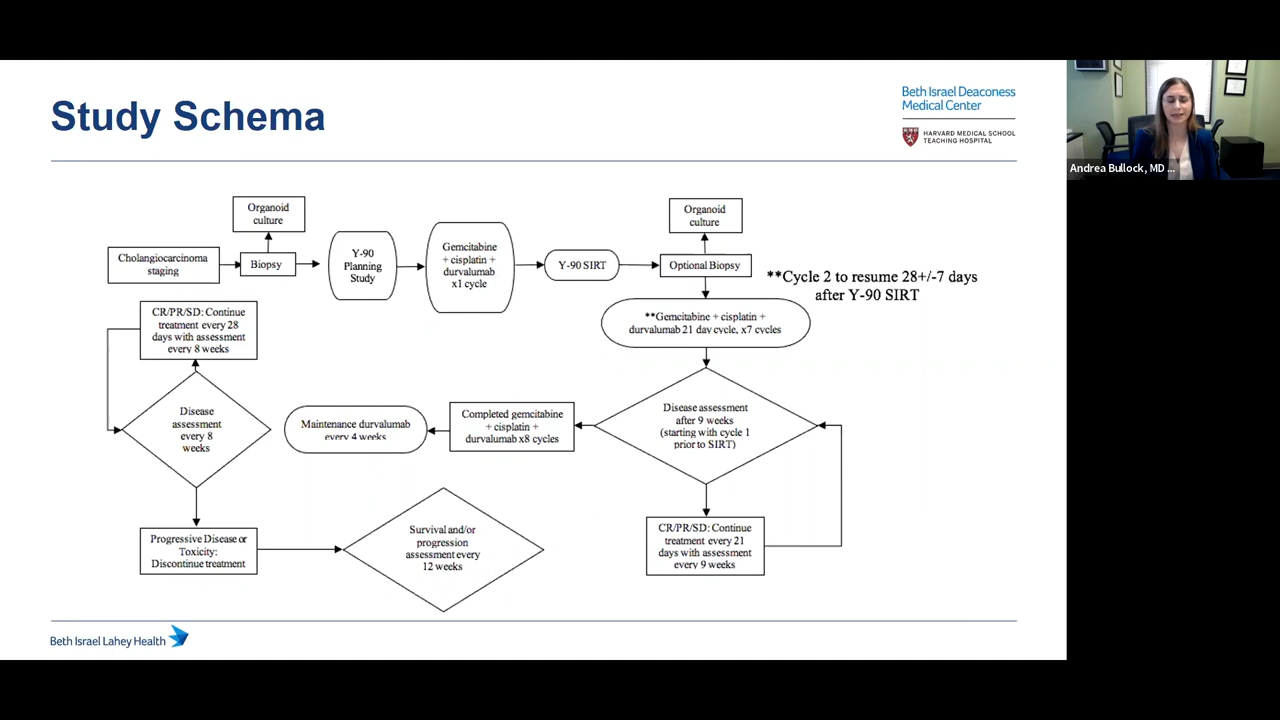 Study Schema
Beth Israel Deaconess
Medical Center
HARVARD MEDICAL SCHOOL
TEACHING HOSPITAL
Andrea Bullock, MD ...
Organoid
culture
Cholangiocarcinoma
staging
Biopsy
Y-90
Planning
Study
Gemcitabine
+ cisplatin +
durvalumab
x1 cycle
Y-90 SIRT
Organoid
culture
Optional Biopsy
**Cycle 2 to resume 28+/-7 days
after Y-90 SIRT
**Gemcitabine + cisplatin +
durvalumab 21 day cycle, x7 cycles
Disease assessment
after 9 weeks
(starting with cycle 1
prior to SIRT)
CR/PR/SD: Continue
treatment every 21
days with assessment
every 9 weeks
Completed gemcitabine
+ cisplatin +
durvalumab x8 cycles
Maintenance durvalumab
every 4 weeks
CR/PR/SD: Continue
treatment every 28
days with assessment
every 8 weeks
Disease
assessment
every 8
weeks
Progressive Disease or
Toxicity:
Discontinue treatment
Survival and/or
progression
assessment every
12 weeks
Beth Israel Lahey Health